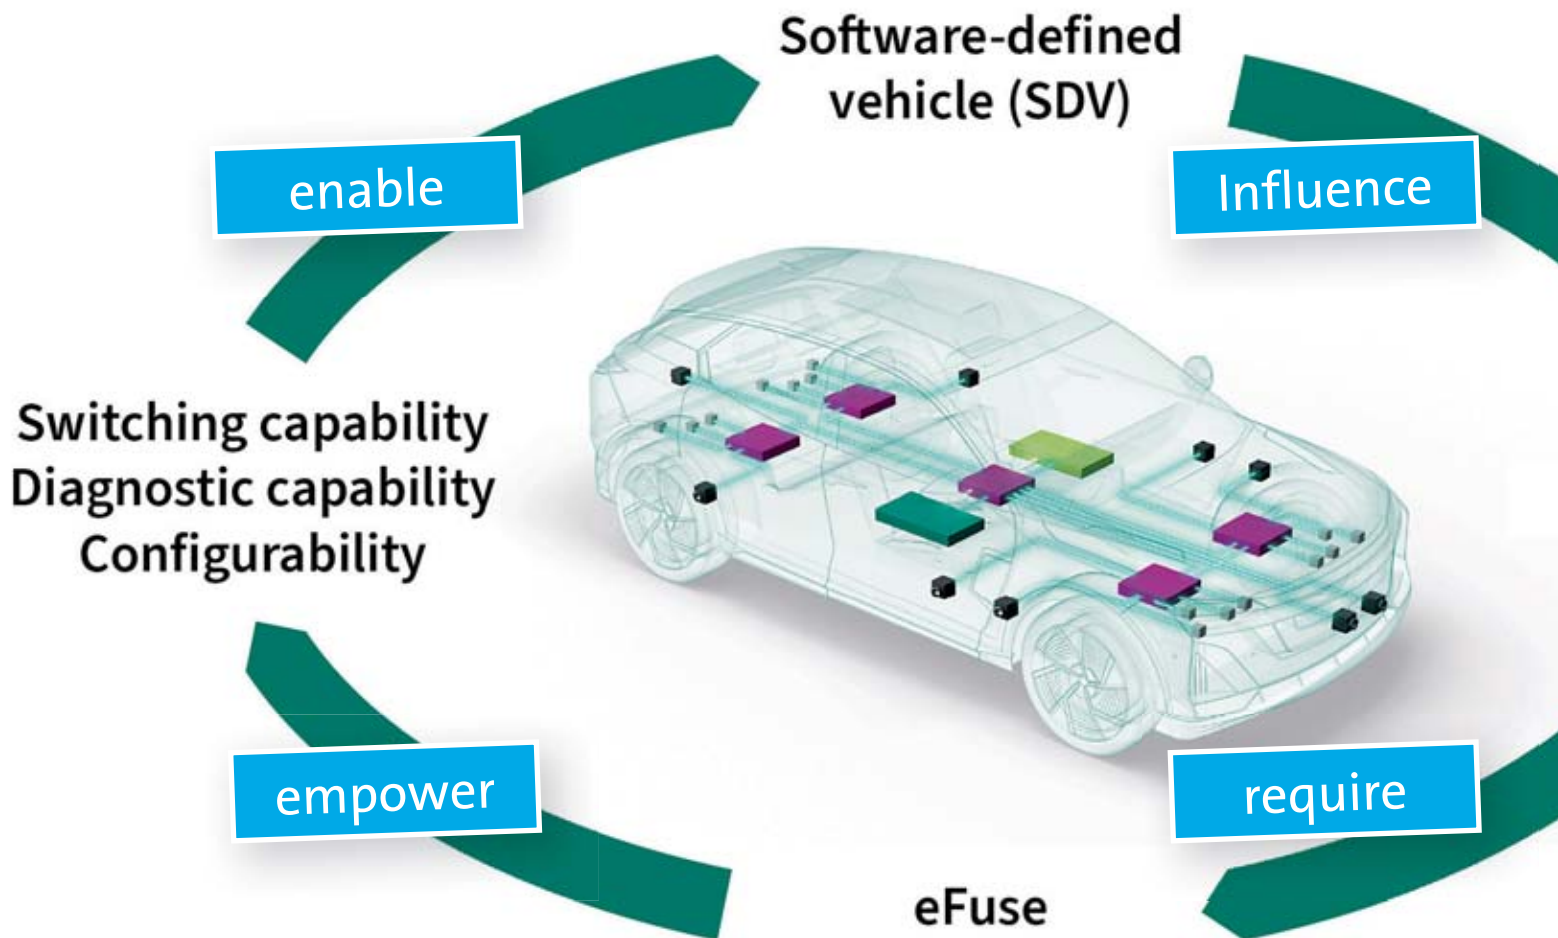 Software-defined
vehicle (SDV)
enable
Influence
Switching capability
Diagnostic capability
Configurability
empower
require
eFuse